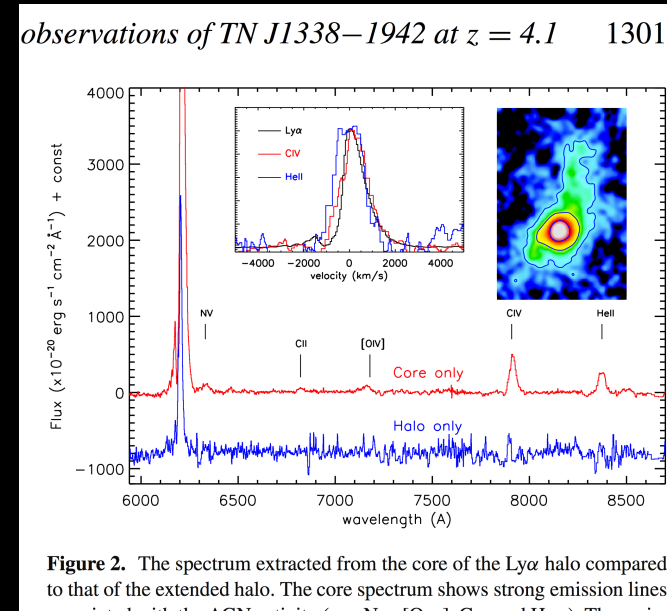 observations of TN J1338−1942 at z = 4.1 1301
4000
3000
2000
1000
0
−1000
Flux (x10⁻²⁰ erg s⁻¹ cm⁻² Å⁻¹) + const
Lyα
CIV
HeII
−4000 −2000 0 2000 4000
velocity (km/s)
NV
CII
[OIV]
CIV
HeII
Core only
Halo only
6000 6500 7000 7500 8000 8500
wavelength (A)
Figure 2. The spectrum extracted from the core of the Lyα halo compared
to that of the extended halo. The core spectrum shows strong emission lines